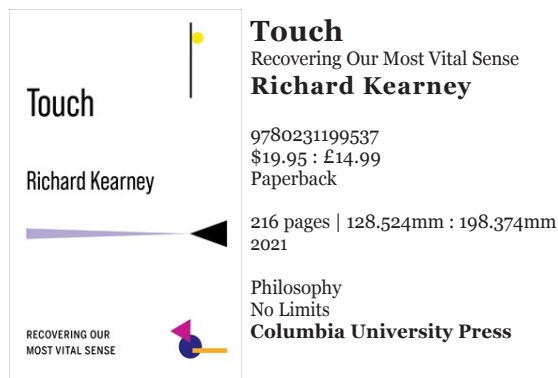 Touch
Richard Kearney
RECOVERING OUR
MOST VITAL SENSE
Touch
Recovering Our Most Vital Sense
Richard Kearney
9780231199537
$19.95 : £14.99
Paperback
216 pages | 128.524mm : 198.374mm
2021
Philosophy
No Limits
Columbia University Press